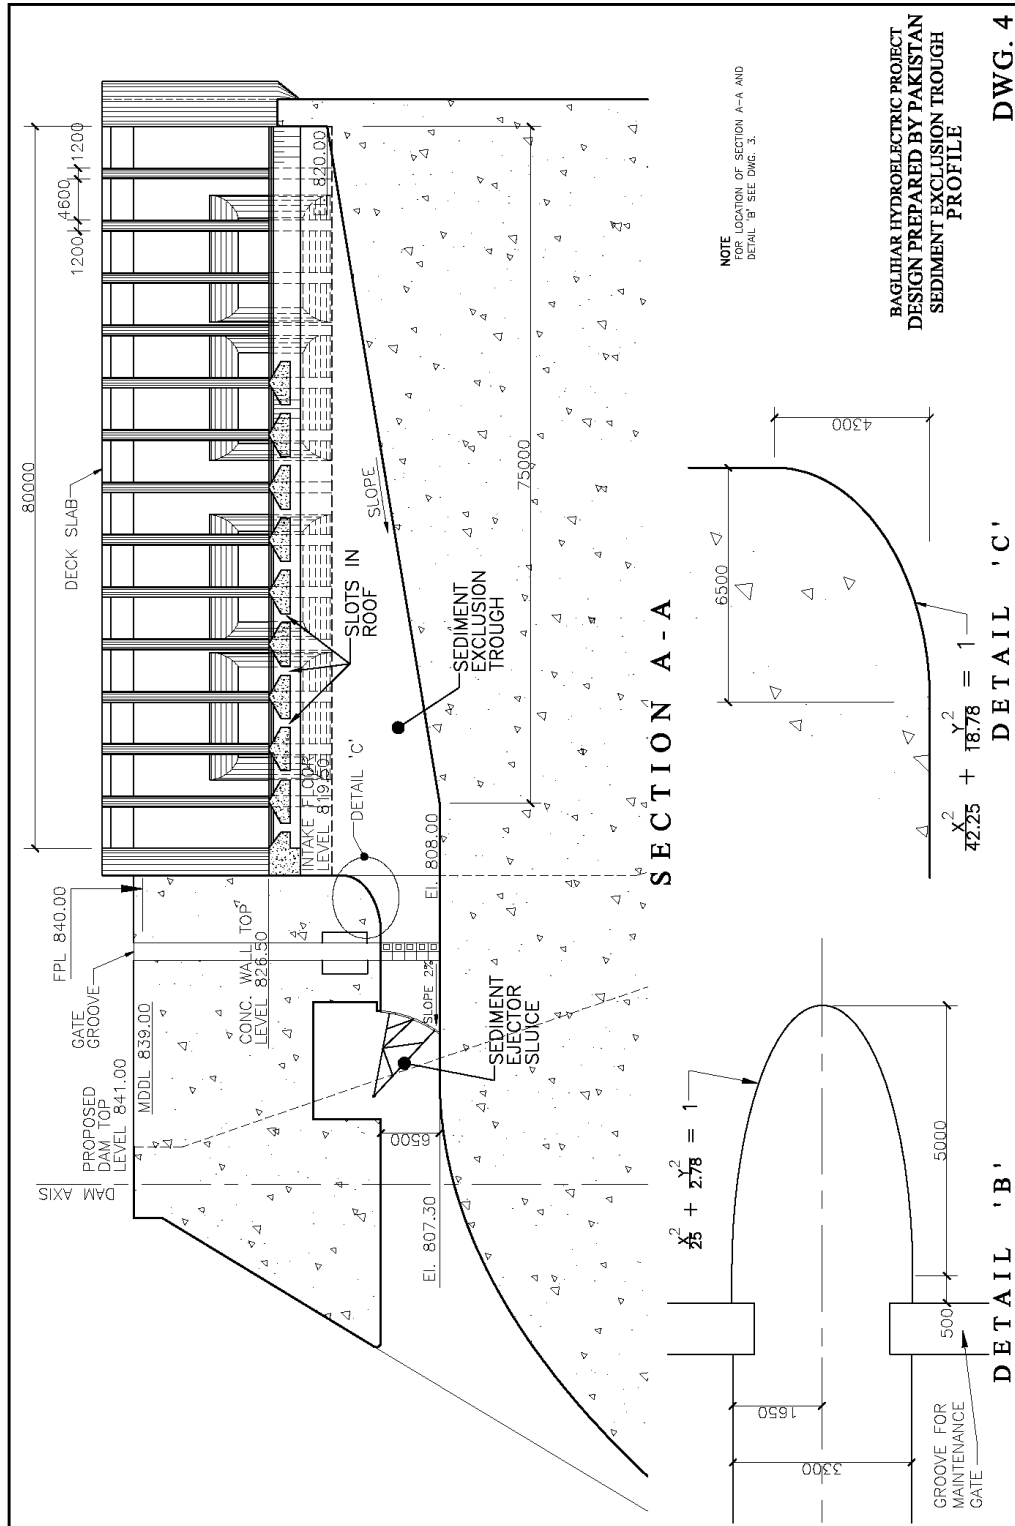 80000
DECK SLAB
1200
4600
1200
El. 820.00
FPL 840.00
GATE
GROOVE
PROPOSED
DAM TOP
LEVEL 841.00
MDDL 839.00
DAM AXIS
CONC. WALL TOP
LEVEL 826.50
INTAKE FLOOR
LEVEL 819.50
DETAIL 'C'
SLOTS IN
ROOF
SLOPE
SEDIMENT
EXCLUSION
TROUGH
75000
El. 808.00
SLOPE 2%
SEDIMENT
EJECTOR
SLUICE
6500
El. 807.30
SECTION A-A
X² / 25 + Y² / 2.78 = 1
5000
500
1650
3300
GROOVE FOR
MAINTENANCE
GATE
DETAIL 'B'
6500
4300
X² / 42.25 + Y² / 18.78 = 1
DETAIL 'C'
NOTE
FOR LOCATION OF SECTION A-A AND
DETAIL 'B' SEE DWG. 3.
BAGLIHAR HYDROELECTRIC PROJECT
DESIGN PREPARED BY PAKISTAN
SEDIMENT EXCLUSION TROUGH
PROFILE
DWG. 4